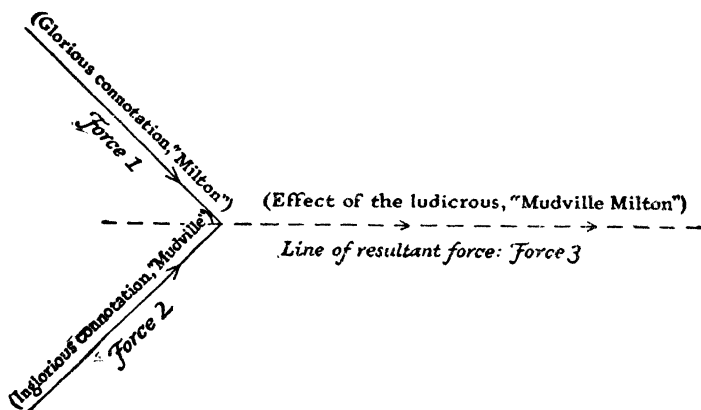 (Glorious connotation, "Milton")
Force 1
(Effect of the ludicrous, "Mudville Milton")
Line of resultant force: Force 3
(Inglorious connotation, "Mudville")
Force 2